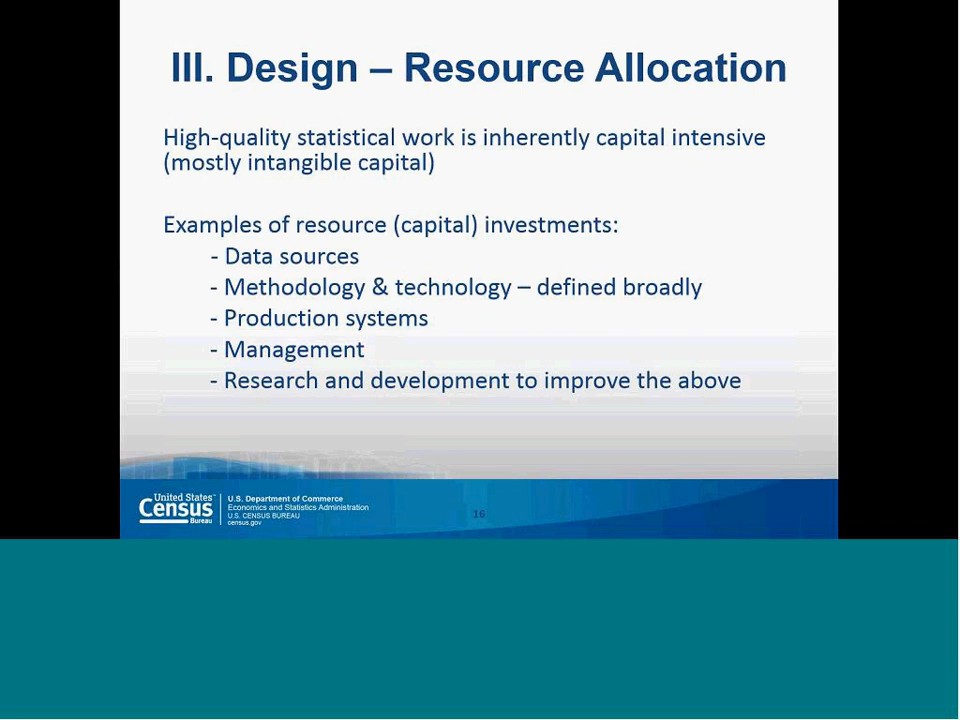 III. Design – Resource Allocation
High-quality statistical work is inherently capital intensive
(mostly intangible capital)
Examples of resource (capital) investments:
- Data sources
- Methodology & technology – defined broadly
- Production systems
- Management
- Research and development to improve the above
United States™
Census
Bureau
U.S. Department of Commerce
Economics and Statistics Administration
U.S. CENSUS BUREAU
census.gov
16